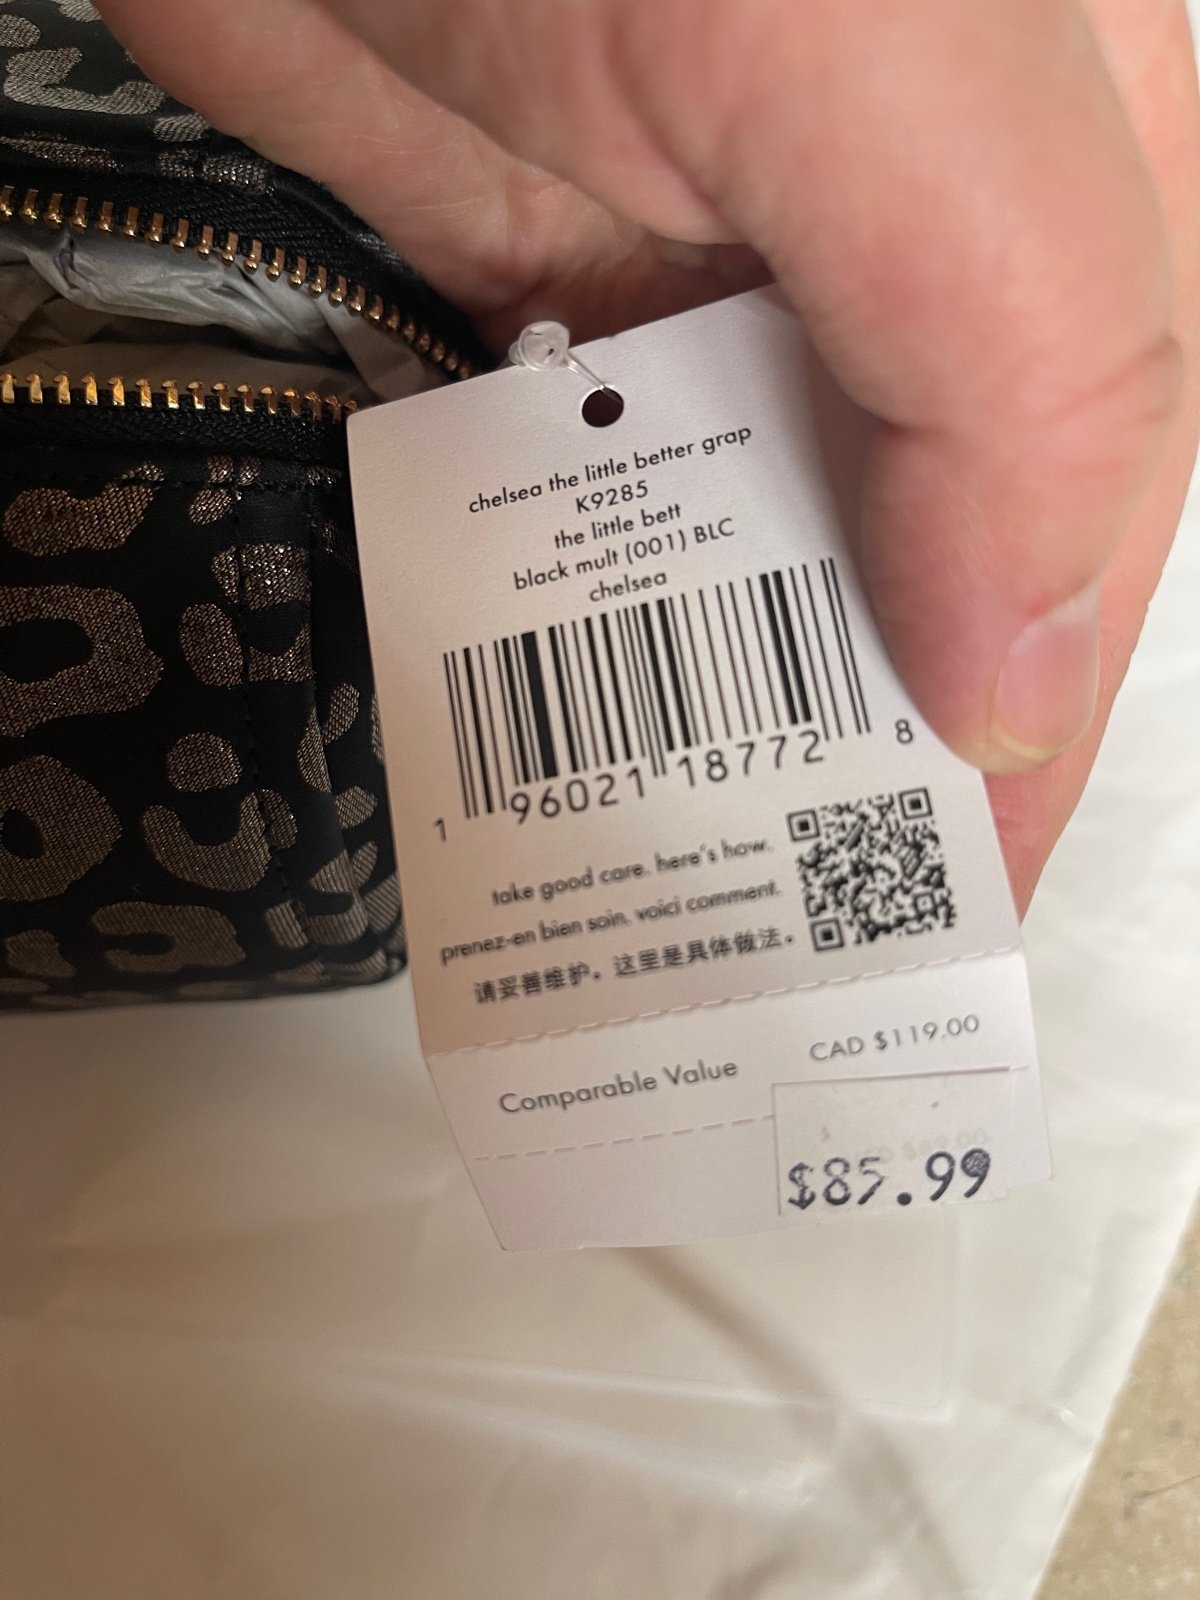 chelsea the little better grap
K9285
the little bett
black mult (001) BLC
chelsea
1 96021 18772 8
take good care. here's how.
prenez-en bien soin. voici comment.
请妥善维护。这里是具体做法。
Comparable Value CAD $119.00
$85.99